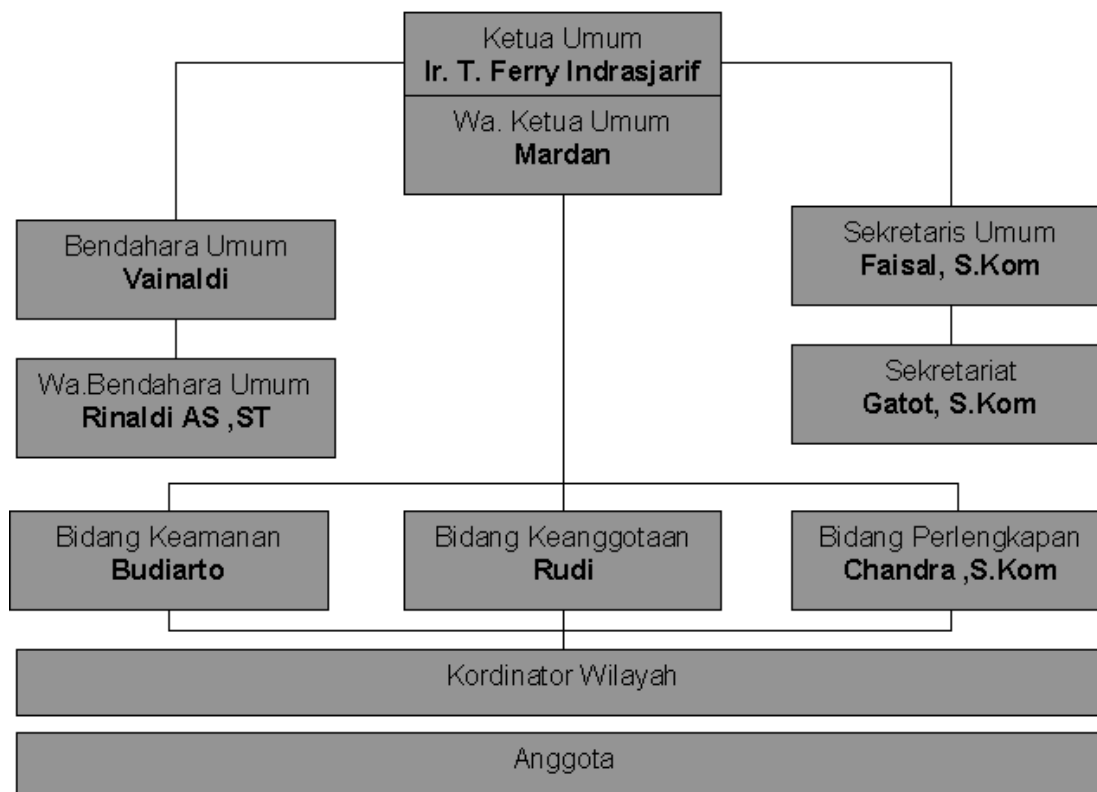 Ketua Umum
Ir. T. Ferry Indrasjarif
Wa. Ketua Umum
Mardan
Bendahara Umum
Vainaldi
Sekretaris Umum
Faisal, S.Kom
Wa.Bendahara Umum
Rinaldi AS ,ST
Sekretariat
Gatot, S.Kom
Bidang Keamanan
Budiarto
Bidang Keanggotaan
Rudi
Bidang Perlengkapan
Chandra ,S.Kom
Kordinator Wilayah
Anggota